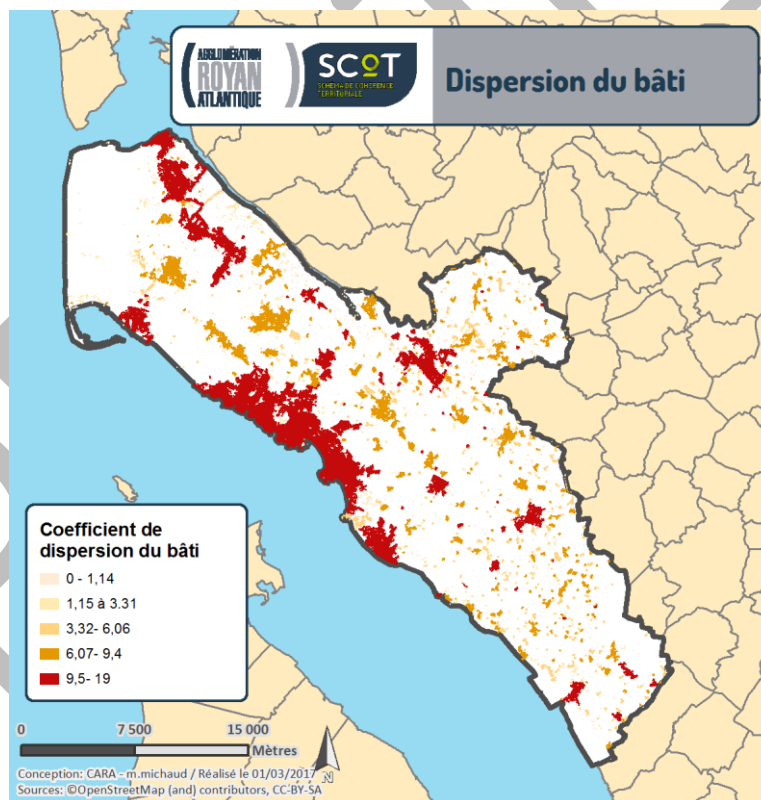 AGGLOMÉRATION
ROYAN
ATLANTIQUE
SCOT
SCHEMA DE COHERENCE
TERRITORIALE
Dispersion du bâti
Coefficient de
dispersion du bâti
0 - 1,14
1,15 à 3.31
3,32- 6,06
6,07- 9,4
9,5- 19
0 7 500 15 000
Mètres
N
Conception: CARA - m.michaud / Réalisé le 01/03/2017
Sources: ©OpenStreetMap (and) contributors, CC-BY-SA